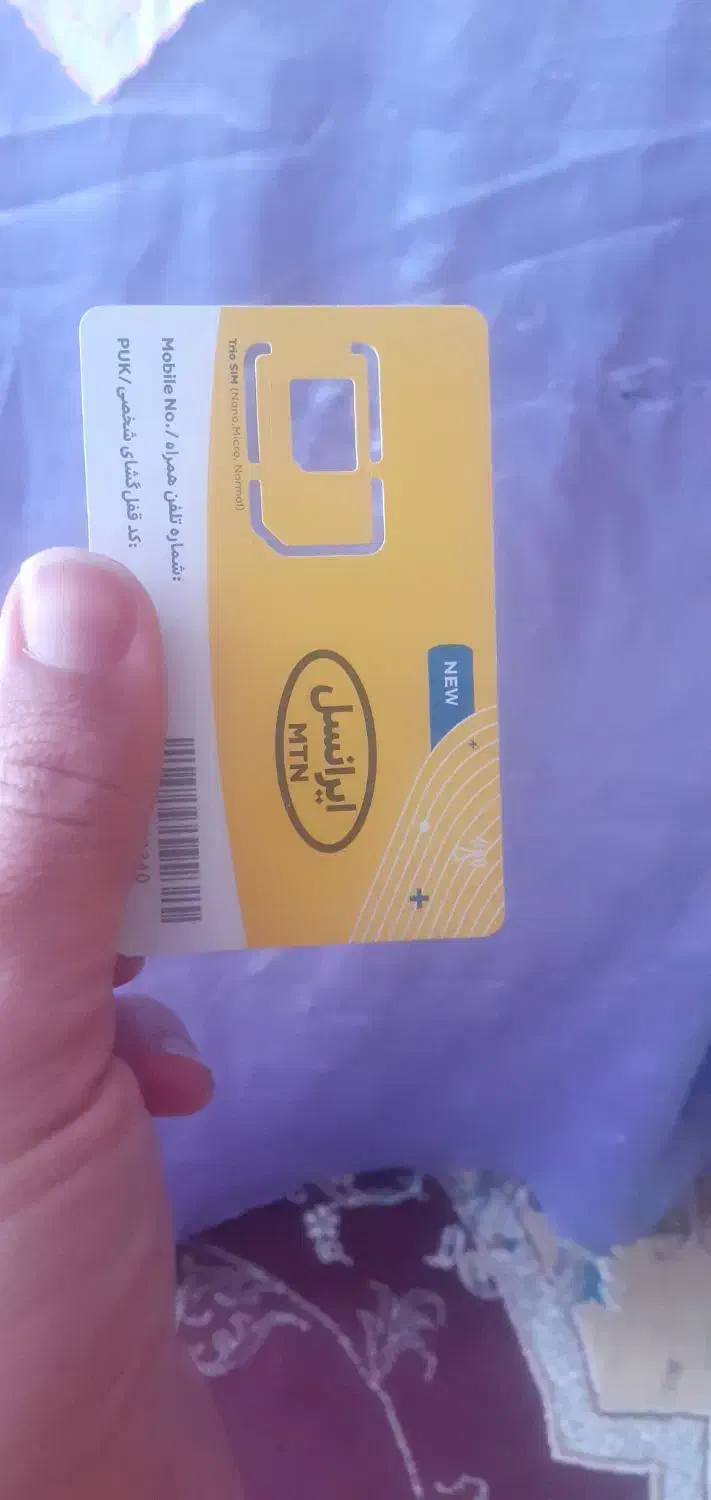 NEW
ایرانسل
MTN
Trio SIM (Nano,Micro, Normal)
Mobile No./شماره تلفن همراه:
PUK/کد قفل‌گشای شخصی: